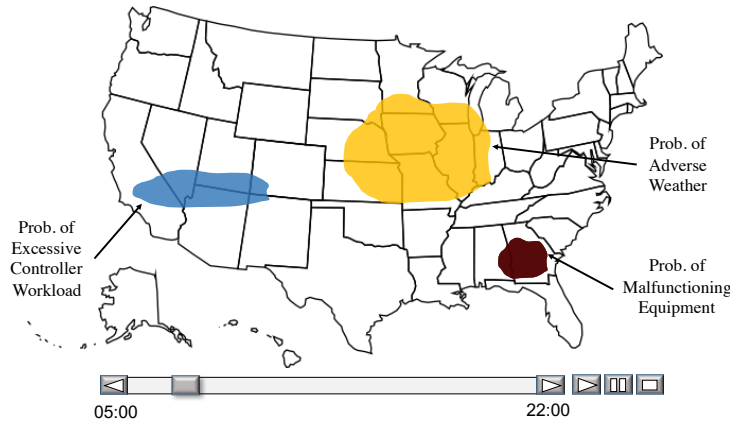 Prob. of
Adverse
Weather
Prob. of
Excessive
Controller
Workload
Prob. of
Malfunctioning
Equipment
05:00
22:00